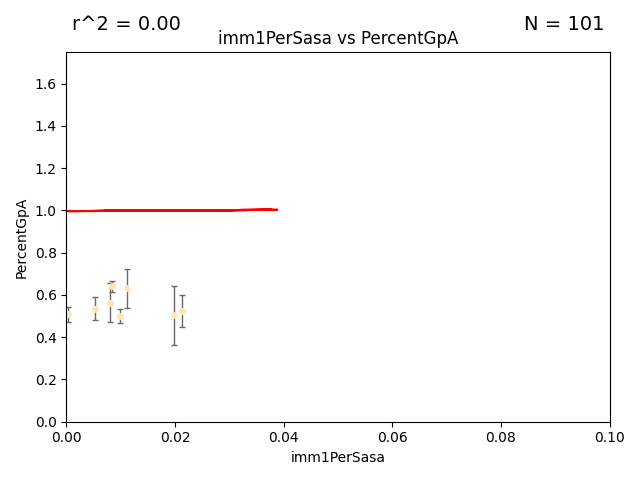 r^2 = 0.00
N = 101
imm1PerSasa vs PercentGpA
PercentGpA
1.6
1.4
1.2
1.0
0.8
0.6
0.4
0.2
0.0
0.00 0.02 0.04 0.06 0.08 0.10
imm1PerSasa